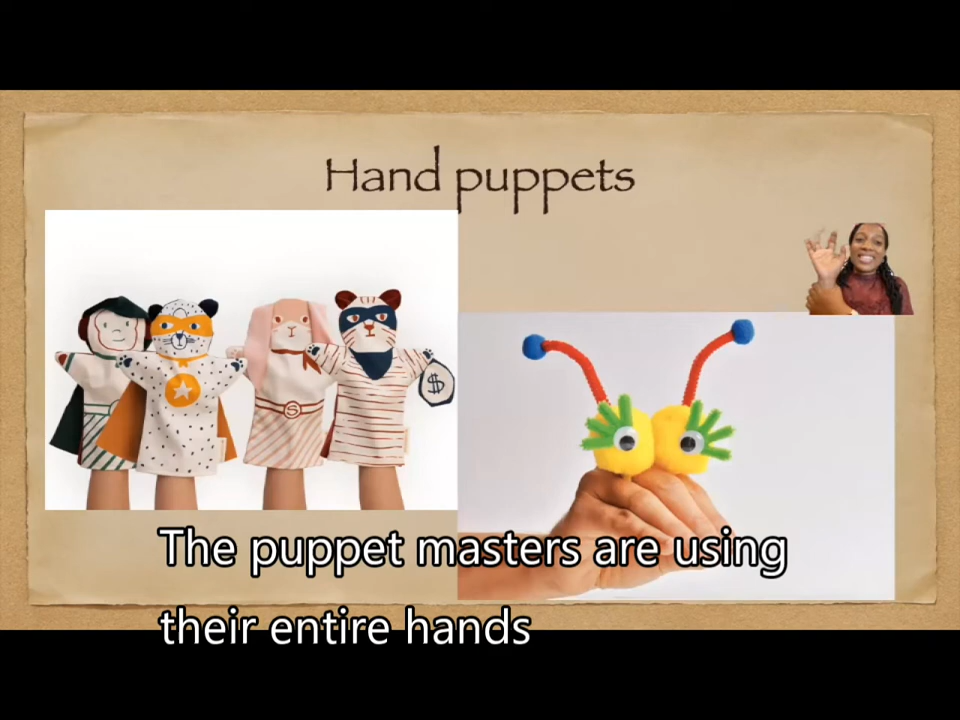 Hand puppets
S
$
The puppet masters are using
their entire hands